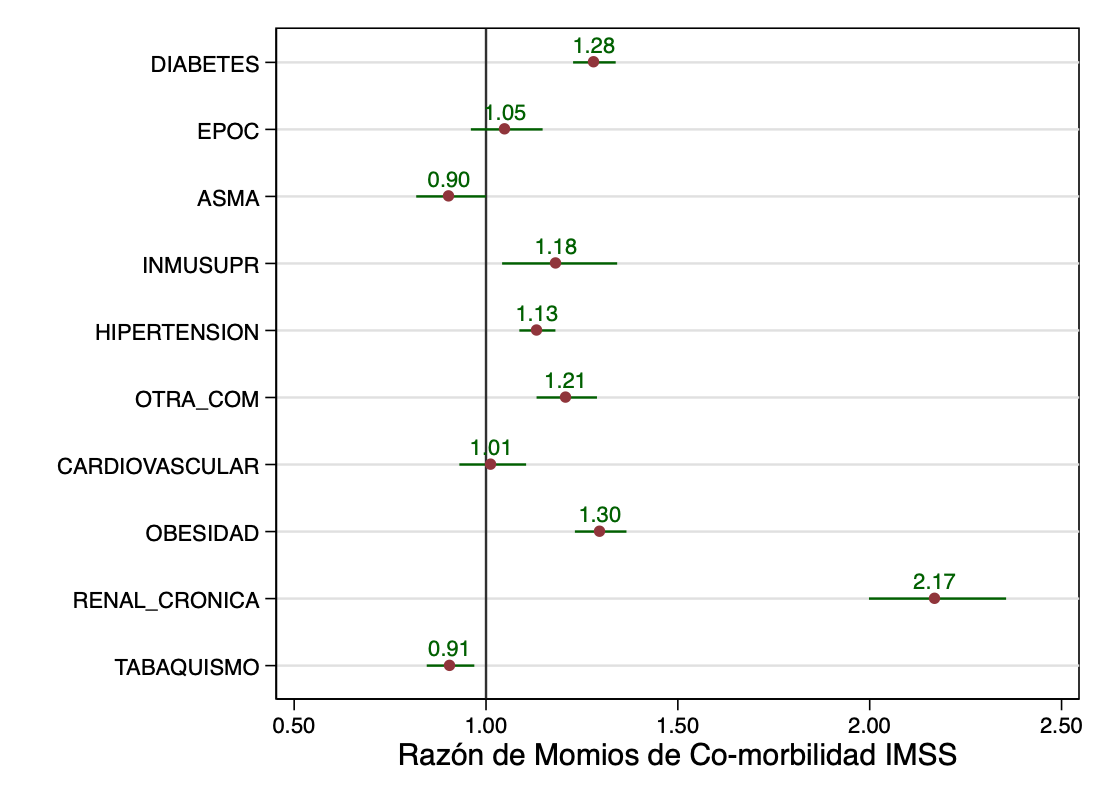 DIABETES 1.28
EPOC 1.05
ASMA 0.90
INMUSUPR 1.18
HIPERTENSION 1.13
OTRA_COM 1.21
CARDIOVASCULAR 1.01
OBESIDAD 1.30
RENAL_CRONICA 2.17
TABAQUISMO 0.91
0.50 1.00 1.50 2.00 2.50
Razón de Momios de Co-morbilidad IMSS